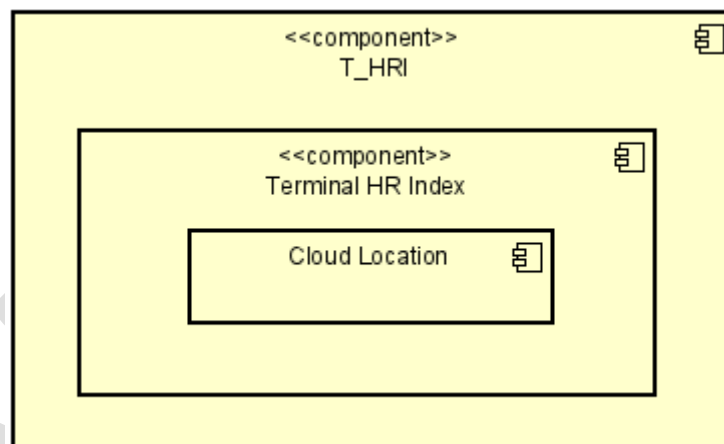 <<component>>
T_HRI
<<component>>
Terminal HR Index
Cloud Location